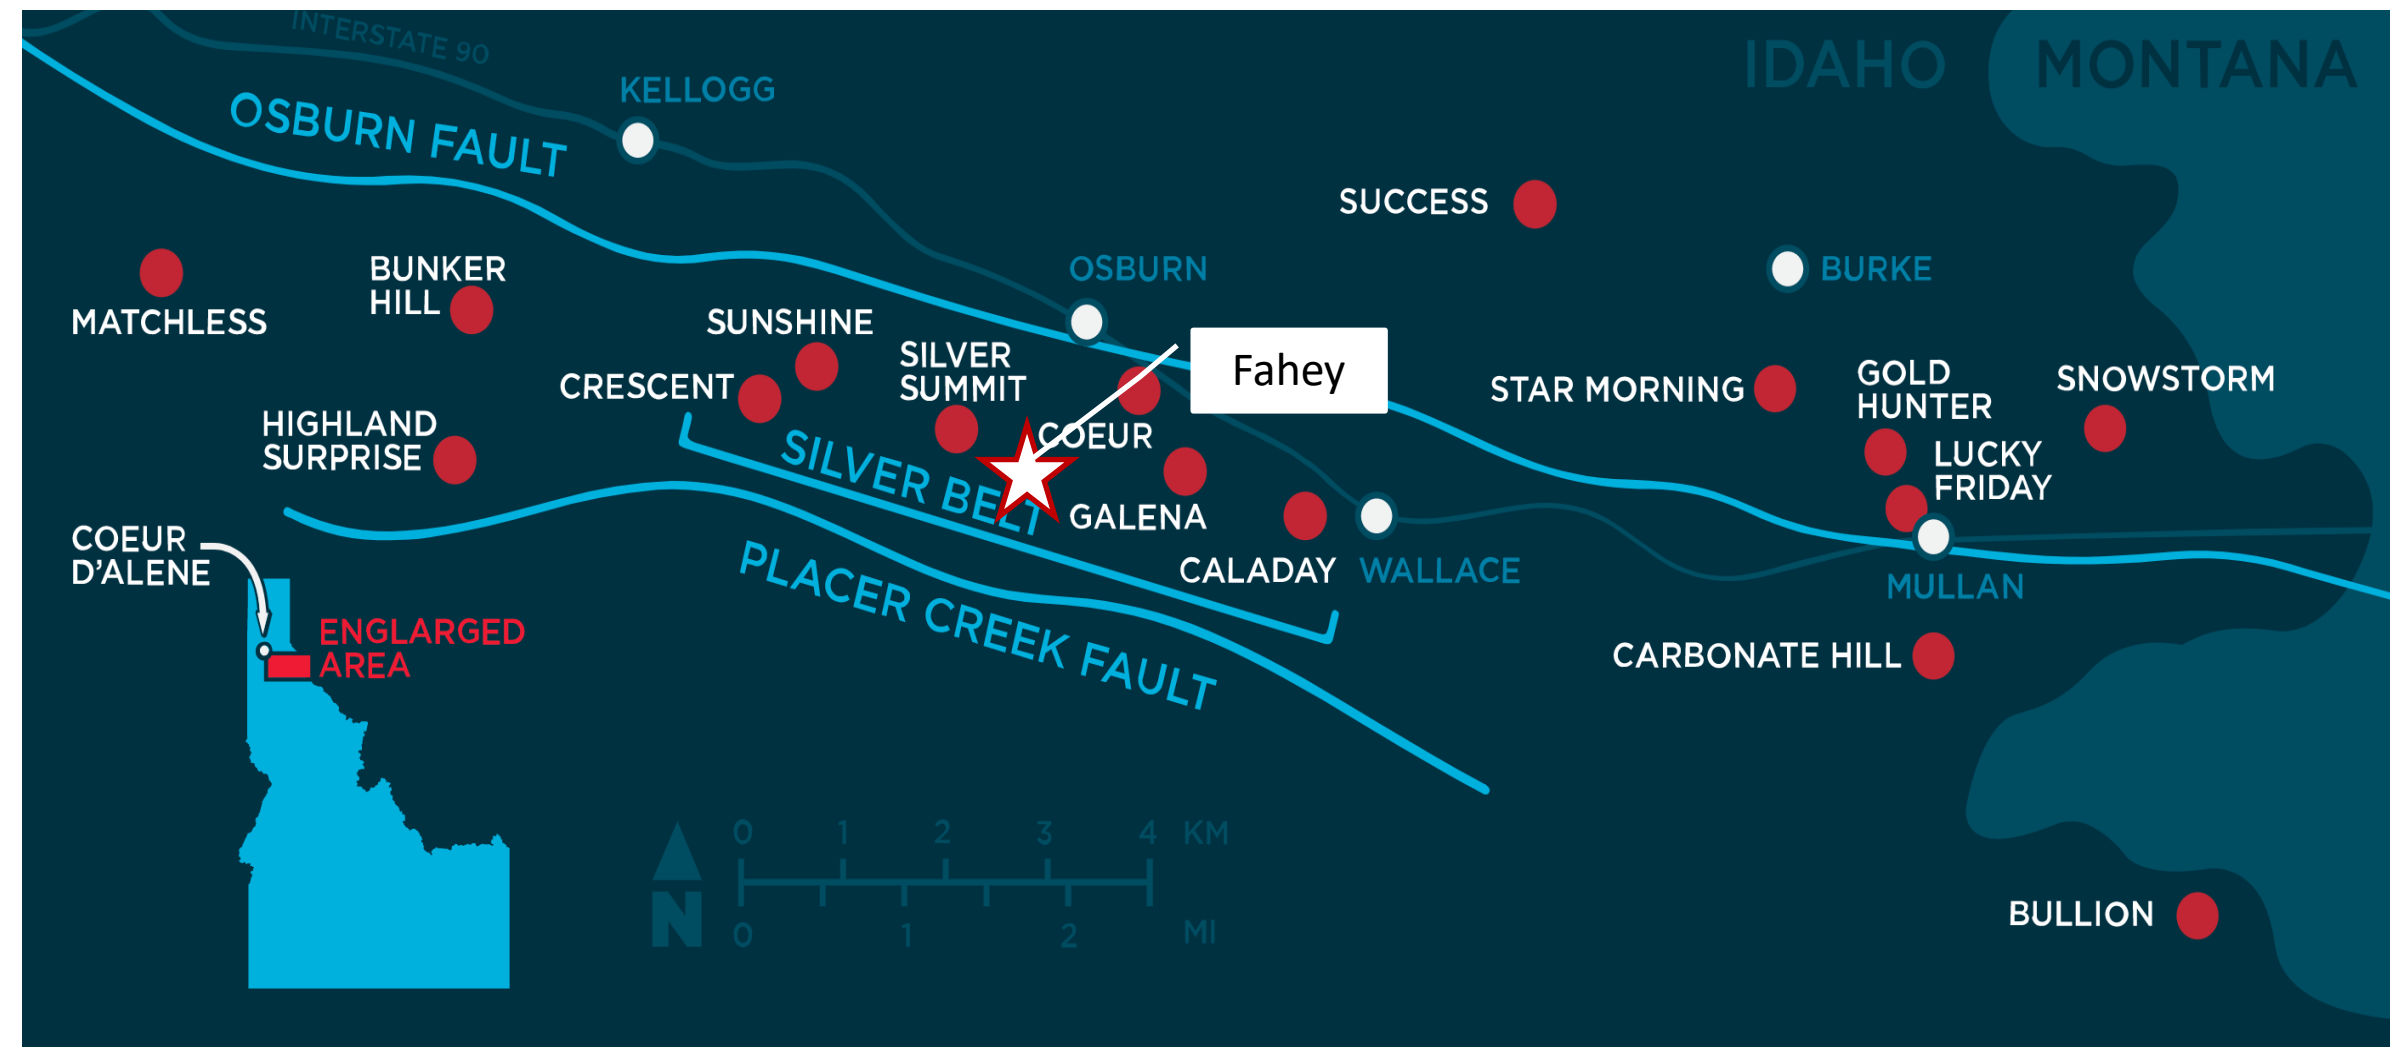 INTERSTATE 90
IDAHO
MONTANA
KELLOGG
OSBURN FAULT
SUCCESS
BUNKER
HILL
OSBURN
BURKE
MATCHLESS
SUNSHINE
SILVER
SUMMIT
Fahey
CRESCENT
STAR MORNING
GOLD
HUNTER
SNOWSTORM
HIGHLAND
SURPRISE
COEUR
LUCKY
FRIDAY
SILVER BELT
GALENA
COEUR
D'ALENE
CALADAY
WALLACE
MULLAN
PLACER CREEK FAULT
ENGLARGED
AREA
CARBONATE HILL
0 1 2 3 4 KM
N
0 1 2 MI
BULLION